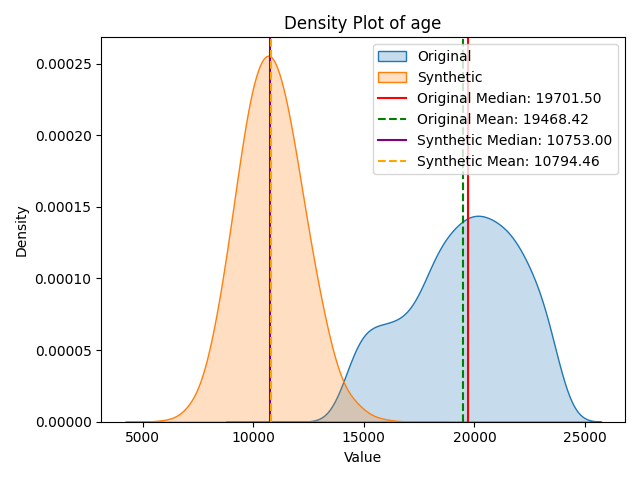 Density Plot of age
Original
Synthetic
Original Median: 19701.50
Original Mean: 19468.42
Synthetic Median: 10753.00
Synthetic Mean: 10794.46
0.00025
0.00020
0.00015
0.00010
0.00005
0.00000
Density
5000 10000 15000 20000 25000
Value